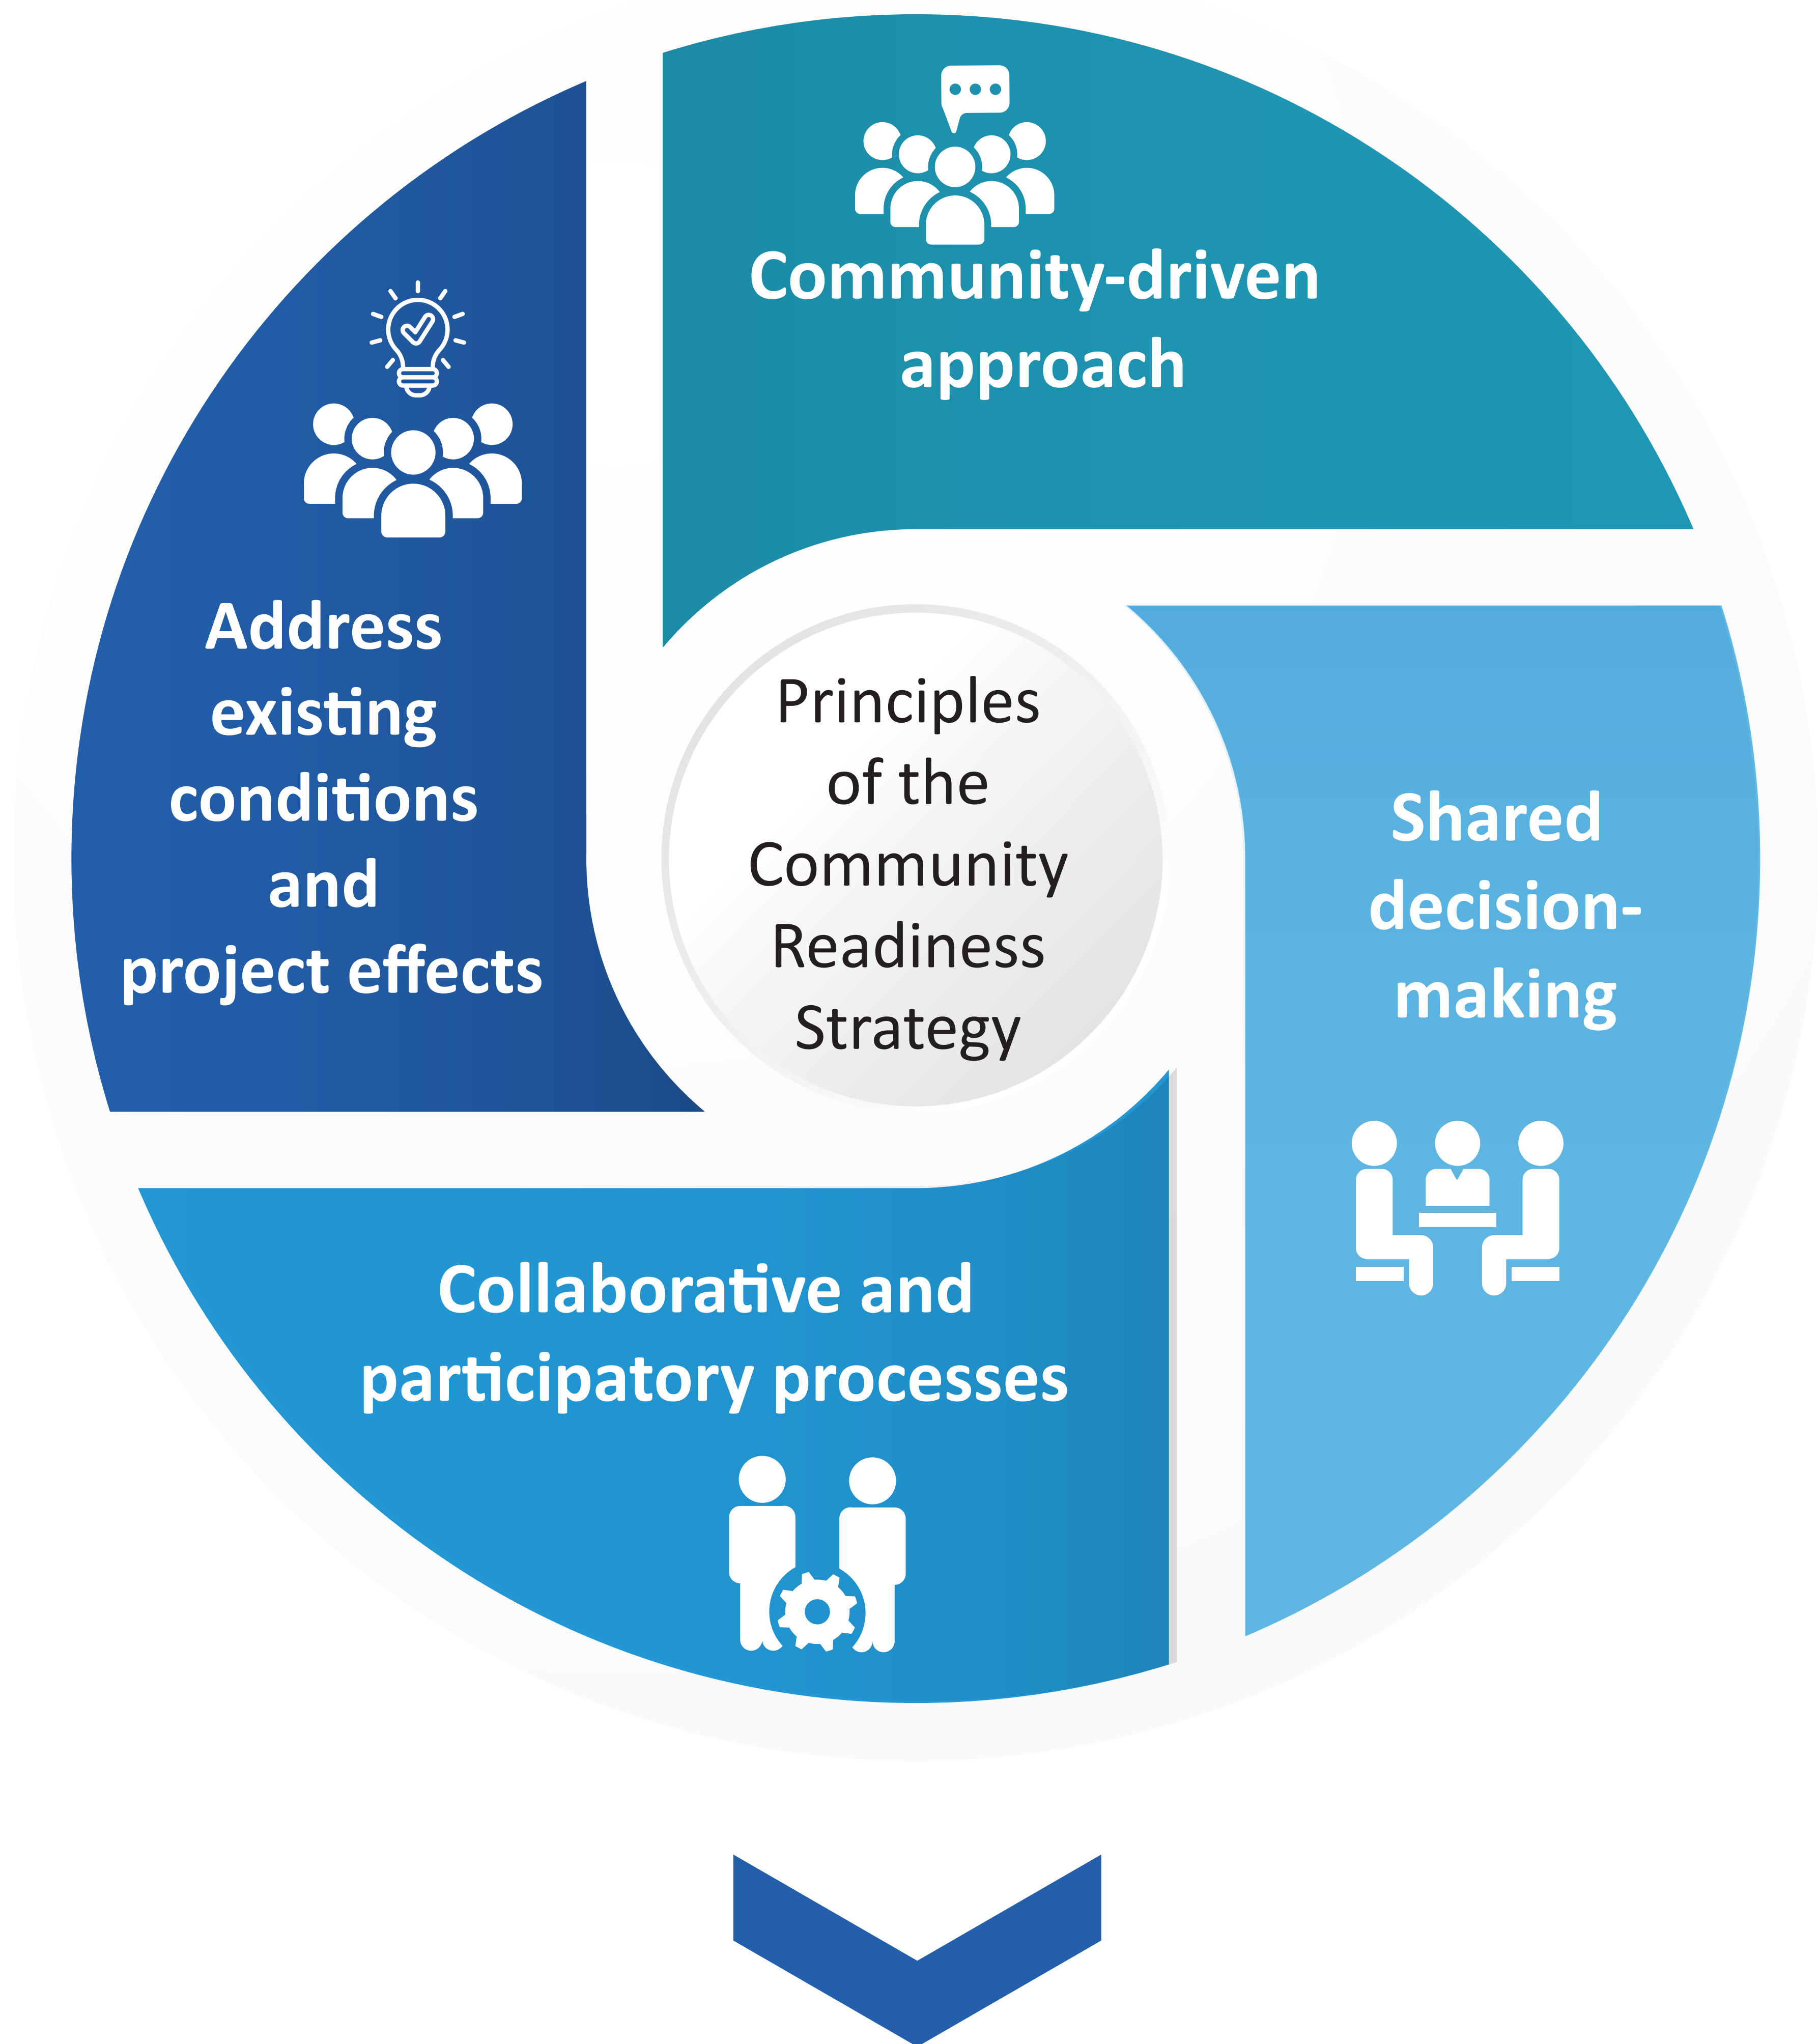 Community-driven
approach
Address
existing
conditions
and
project effects
Principles
of the
Community
Readiness
Strategy
Shared
decision-
making
Collaborative and
participatory processes